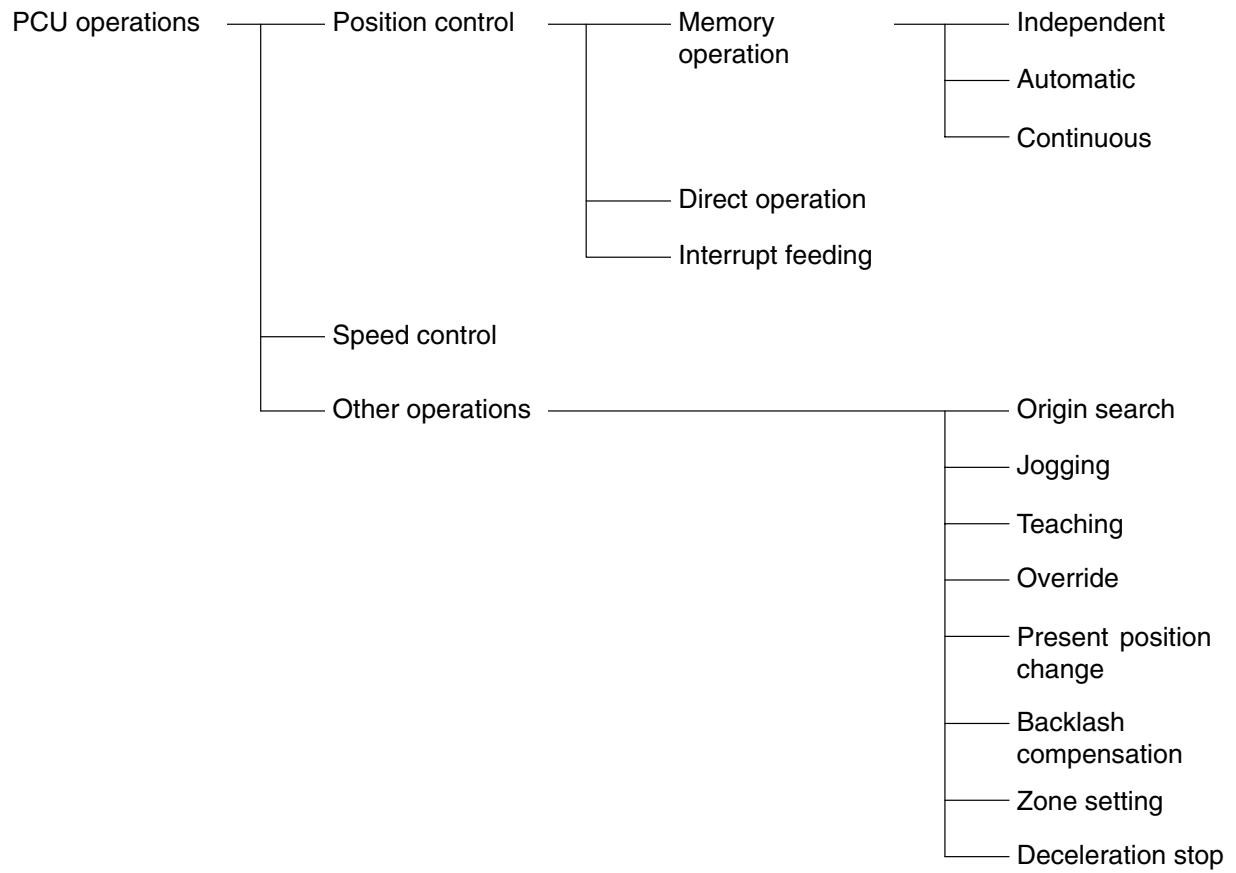 PCU operations
Position control
Memory
operation
Independent
Automatic
Continuous
Direct operation
Interrupt feeding
Speed control
Other operations
Origin search
Jogging
Teaching
Override
Present position
change
Backlash
compensation
Zone setting
Deceleration stop